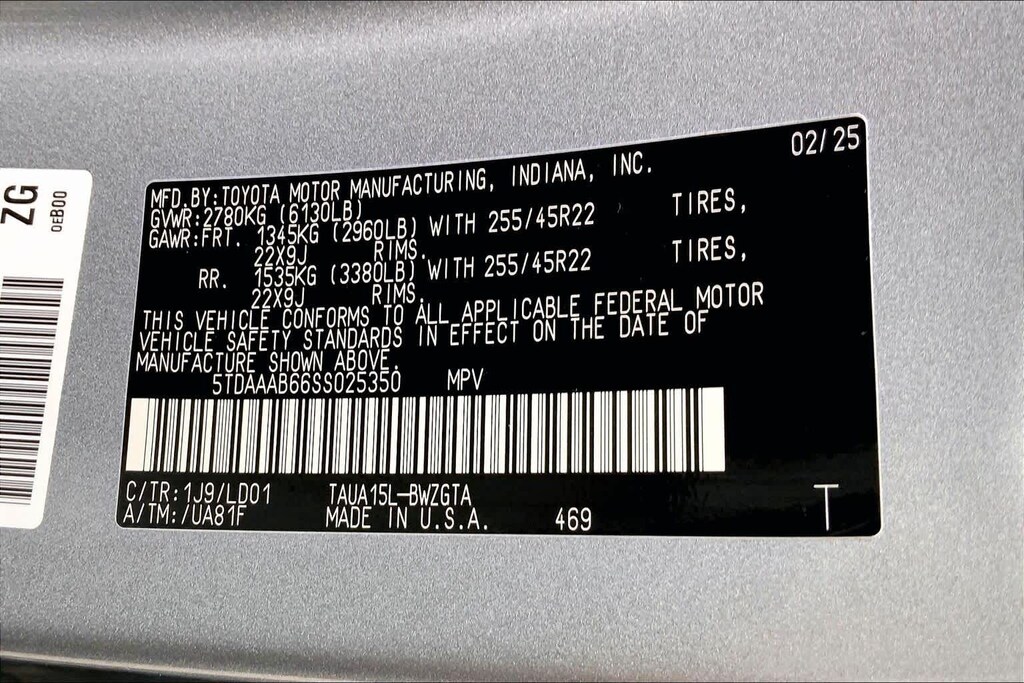 ZG
0EB00
02/25
MFD.BY:TOYOTA MOTOR MANUFACTURING, INDIANA, INC.
GVWR:2780KG (6130LB)
GAWR:FRT. 1345KG (2960LB) WITH 255/45R22 TIRES,
22X9J RIMS.
RR. 1535KG (3380LB) WITH 255/45R22 TIRES,
22X9J RIMS.
THIS VEHICLE CONFORMS TO ALL APPLICABLE FEDERAL MOTOR
VEHICLE SAFETY STANDARDS IN EFFECT ON THE DATE OF
MANUFACTURE SHOWN ABOVE.
5TDAAAB66SS025350 MPV
C/TR:1J9/LD01 TAUA15L-BWZGTA
A/TM:/UA81F MADE IN U.S.A. 469 T